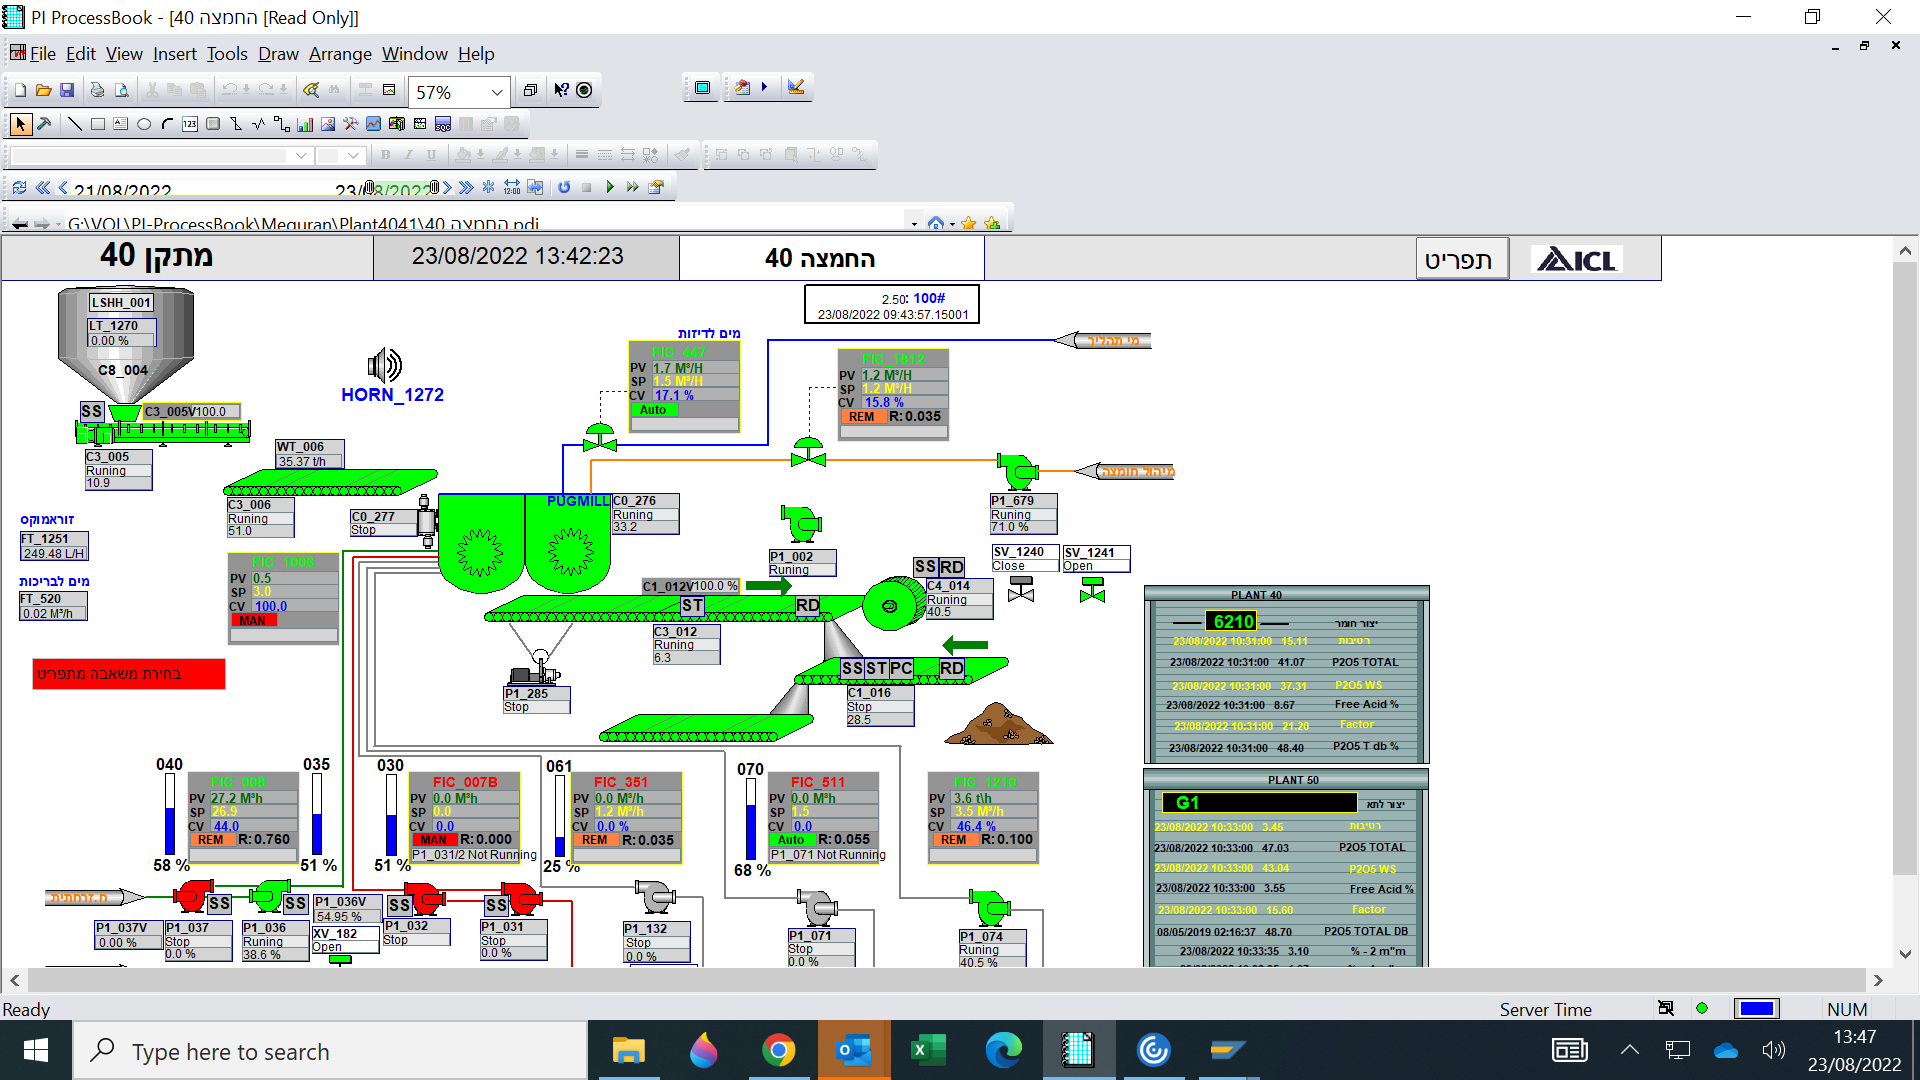 PI ProcessBook - [40 החמצה [Read Only]]
File Edit View Insert Tools Draw Arrange Window Help
57%
21/08/2022 23/08/2022
G:\VOL\PI-ProcessBook\Meguran\Plant4041\40 החמצה.pdi
מתקן 40
23/08/2022 13:42:23
החמצה 40
תפריט
ICL
2.50: 100#
23/08/2022 09:43:57.15001
LSHH_001
LT_1270
0.00 %
C8_004
SS
C3_005V 100.0
C3_005
Runing
10.9
HORN_1272
מים לדיזות
FIC_447
PV 1.7 M³/H
SP 1.5 M³/H
CV 17.1 %
Auto
FIC_1812
PV 1.2 M³/H
SP 1.2 M³/H
CV 15.8 %
REM R: 0.035
מי תהליך
WT_006
35.37 t/h
C3_006
Runing
51.0
C0_277
Stop
PUGMILL
C0_276
Runing
33.2
P1_679
Runing
71.0 %
מיהול חומצה
זוראמוקס
FT_1251
249.48 L/H
מים לבריכות
FT_520
0.02 M³/h
PV 0.5
SP 3.0
CV 100.0
MAN
P1_002
Runing
SV_1240
Close
SV_1241
Open
C1_012V 100.0 %
ST
RD
SS RD
C4_014
Runing
40.5
C3_012
Runing
6.3
P1_285
Stop
SS ST PC RD
C1_016
Stop
28.5
בחירת משאבה מתפריט
PLANT 40
6210 יצור חומר
23/08/2022 10:31:00 15.11 רטיבות
23/08/2022 10:31:00 41.07 P2O5 TOTAL
23/08/2022 10:31:00 37.31 P2O5 WS
23/08/2022 10:31:00 8.67 Free Acid %
23/08/2022 10:31:00 21.20 Factor
23/08/2022 10:31:00 48.40 P2O5 T db %
PLANT 50
G1 יצור לתא
23/08/2022 10:33:00 3.45 רטיבות
23/08/2022 10:33:00 47.03 P2O5 TOTAL
23/08/2022 10:33:00 43.04 P2O5 WS
23/08/2022 10:33:00 3.55 Free Acid %
23/08/2022 10:33:00 15.60 Factor
08/05/2019 02:16:37 48.70 P2O5 TOTAL DB
23/08/2022 10:33:35 3.10 % - 2 m"m
040
58 %
FIC_008
PV 27.2 M³h
SP 26.9
CV 44.0
REM R: 0.760
035
51 %
030
51 %
FIC_007B
PV 0.0 M³h
SP 0.0
CV 0.0
MAN R: 0.000
P1_031/2 Not Running
061
25 %
FIC_351
PV 0.0 M³/h
SP 1.2 M³/h
CV 0.0 %
REM R: 0.035
070
68 %
FIC_511
PV 0.0 M³h
SP 1.5
CV 0.0
Auto R: 0.055
P1_071 Not Running
FIC_1210
PV 3.6 t\h
SP 3.5 M³/h
CV 46.4 %
REM R: 0.100
ח.זרחתית
SS
SS
SS
SS
P1_037V
0.00 %
P1_037
Stop
0.0 %
P1_036
Runing
38.6 %
P1_036V
54.95 %
XV_182
Open
P1_032
Stop
P1_031
Stop
0.0 %
P1_132
Stop
0.0 %
P1_071
Stop
0.0 %
P1_074
Runing
40.5 %
Ready
Server Time
NUM
Type here to search
13:47
23/08/2022